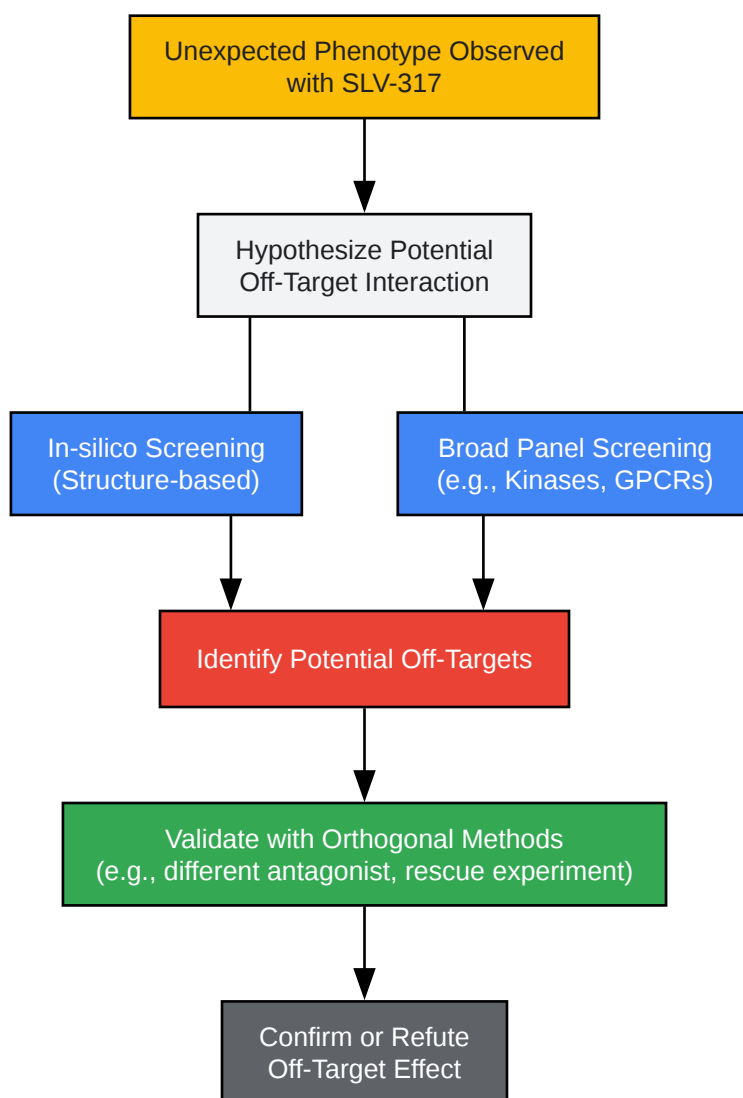 Unexpected Phenotype Observed
with SLV-317
Hypothesize Potential
Off-Target Interaction
In-silico Screening
(Structure-based)
Broad Panel Screening
(e.g., Kinases, GPCRs)
Identify Potential Off-Targets
Validate with Orthogonal Methods
(e.g., different antagonist, rescue experiment)
Confirm or Refute
Off-Target Effect